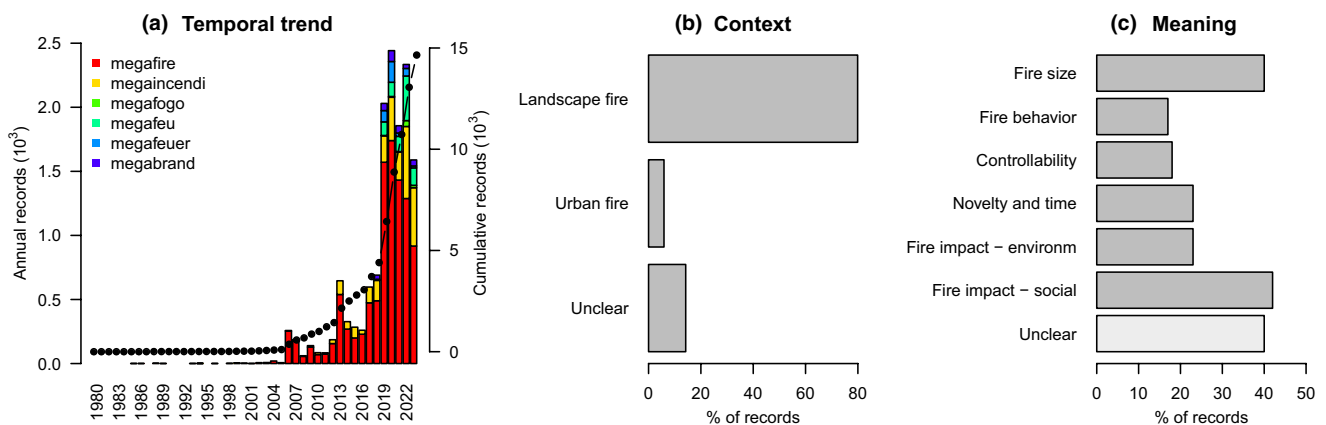 (a) Temporal trend
2.5
2.0
1.5
1.0
0.5
0.0
Annual records (10³)
megafire
megaincendi
megafogo
megafeu
megafeuer
megabrand
15
10
5
0
Cumulative records (10³)
1980 1983 1986 1989 1992 1995 1998 2001 2004 2007 2010 2013 2016 2019 2022
(b) Context
Landscape fire
Urban fire
Unclear
0 20 40 60 80
% of records
(c) Meaning
Fire size
Fire behavior
Controllability
Novelty and time
Fire impact − environm
Fire impact − social
Unclear
0 10 20 30 40 50
% of records